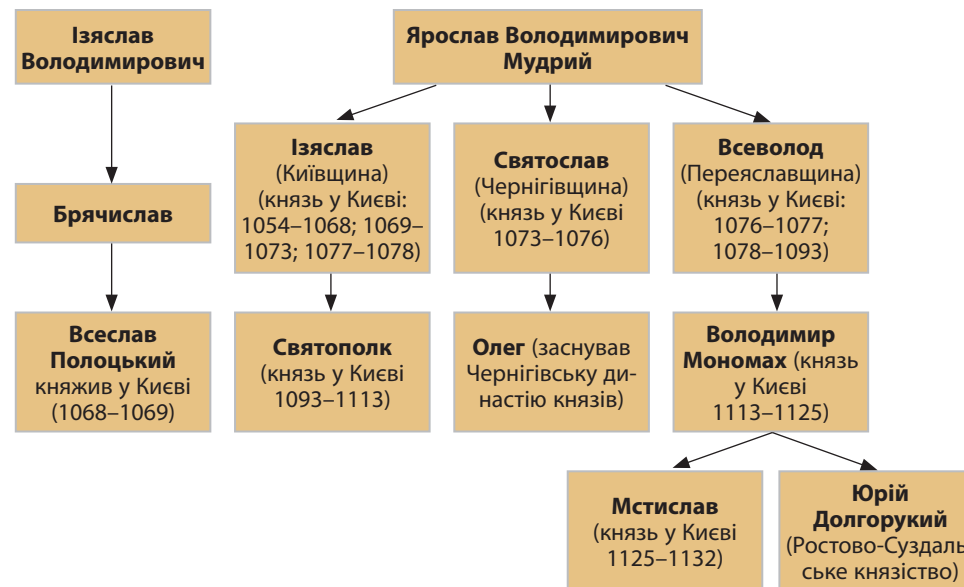 Ізяслав
Володимирович
Ярослав Володимирович
Мудрий
Ізяслав
(Київщина)
(князь у Києві:
1054–1068; 1069–
1073; 1077–1078)
Святослав
(Чернігівщина)
(князь у Києві
1073–1076)
Всеволод
(Переяславщина)
(князь у Києві:
1076–1077;
1078–1093)
Брячислав
Всеслав
Полоцький
княжив у Києві
(1068–1069)
Святополк
(князь у Києві
1093–1113)
Олег (заснував
Чернігівську ди-
настію князів)
Володимир
Мономах (князь
у Києві
1113–1125)
Мстислав
(князь у Києві
1125–1132)
Юрій
Долгорукий
(Ростово-Суздаль
ське князівство)